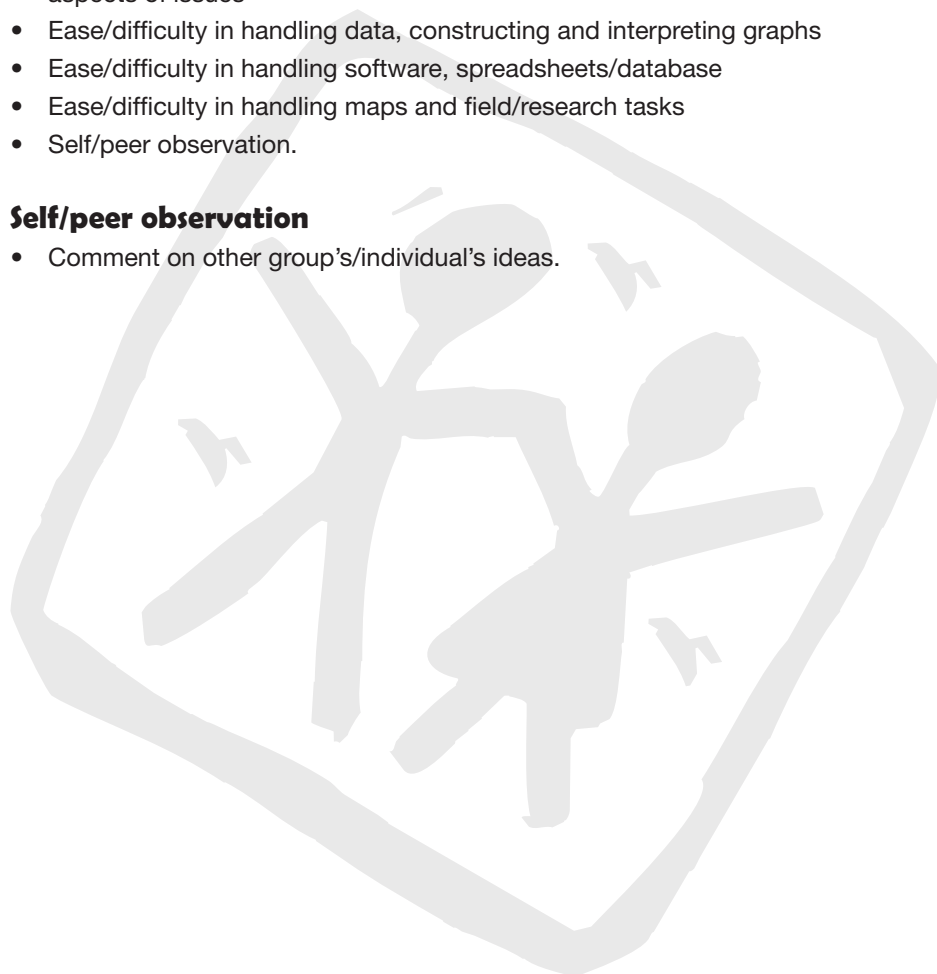 aspects of issues
• Ease/difficulty in handling data, constructing and interpreting graphs
• Ease/difficulty in handling software, spreadsheets/database
• Ease/difficulty in handling maps and field/research tasks
• Self/peer observation.
Self/peer observation
• Comment on other group's/individual's ideas.